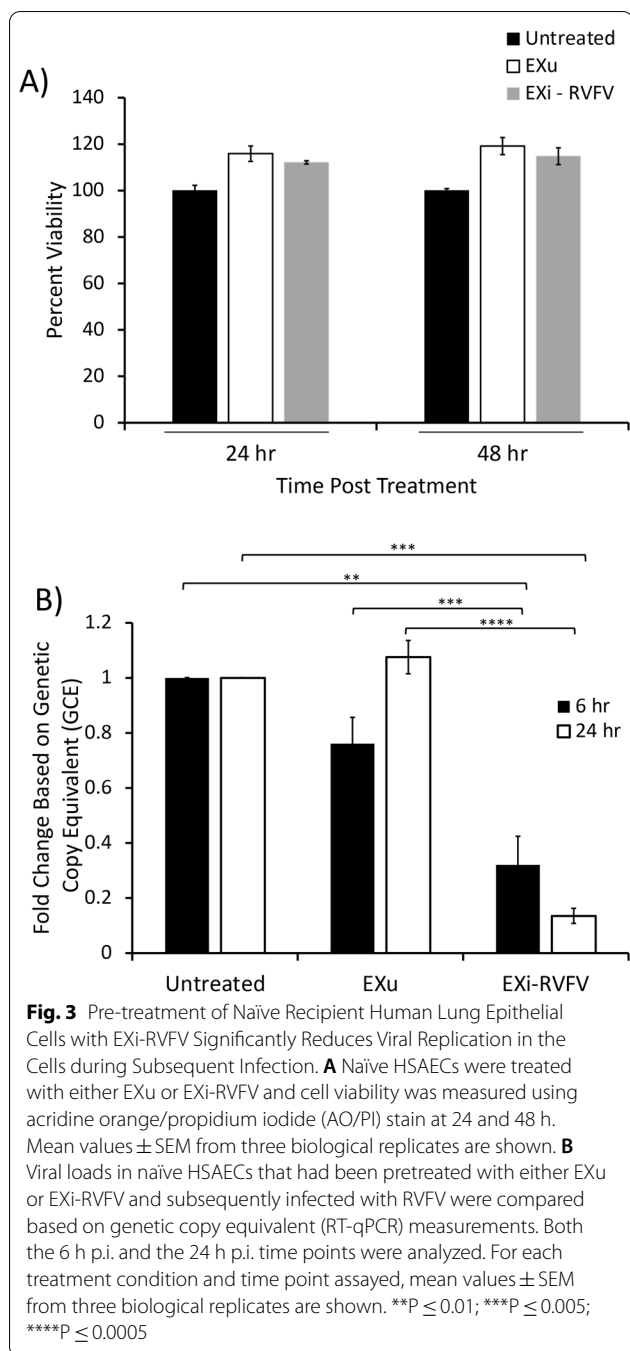 Untreated
EXu
EXi - RVFV
A)
140
120
100
80
60
40
20
0
Percent Viability
24 hr
48 hr
Time Post Treatment
***
**
***
****
B)
1.2
1
0.8
0.6
0.4
0.2
0
Fold Change Based on Genetic
Copy Equivalent (GCE)
6 hr
24 hr
Untreated
EXu
EXi-RVFV
Fig. 3 Pre-treatment of Naïve Recipient Human Lung Epithelial
Cells with EXi-RVFV Significantly Reduces Viral Replication in the
Cells during Subsequent Infection. A Naïve HSAECs were treated
with either EXu or EXi-RVFV and cell viability was measured using
acridine orange/propidium iodide (AO/PI) stain at 24 and 48 h.
Mean values ± SEM from three biological replicates are shown. B
Viral loads in naïve HSAECs that had been pretreated with either EXu
or EXi-RVFV and subsequently infected with RVFV were compared
based on genetic copy equivalent (RT-qPCR) measurements. Both
the 6 h p.i. and the 24 h p.i. time points were analyzed. For each
treatment condition and time point assayed, mean values ± SEM
from three biological replicates are shown. **P ≤ 0.01; ***P ≤ 0.005;
****P ≤ 0.0005